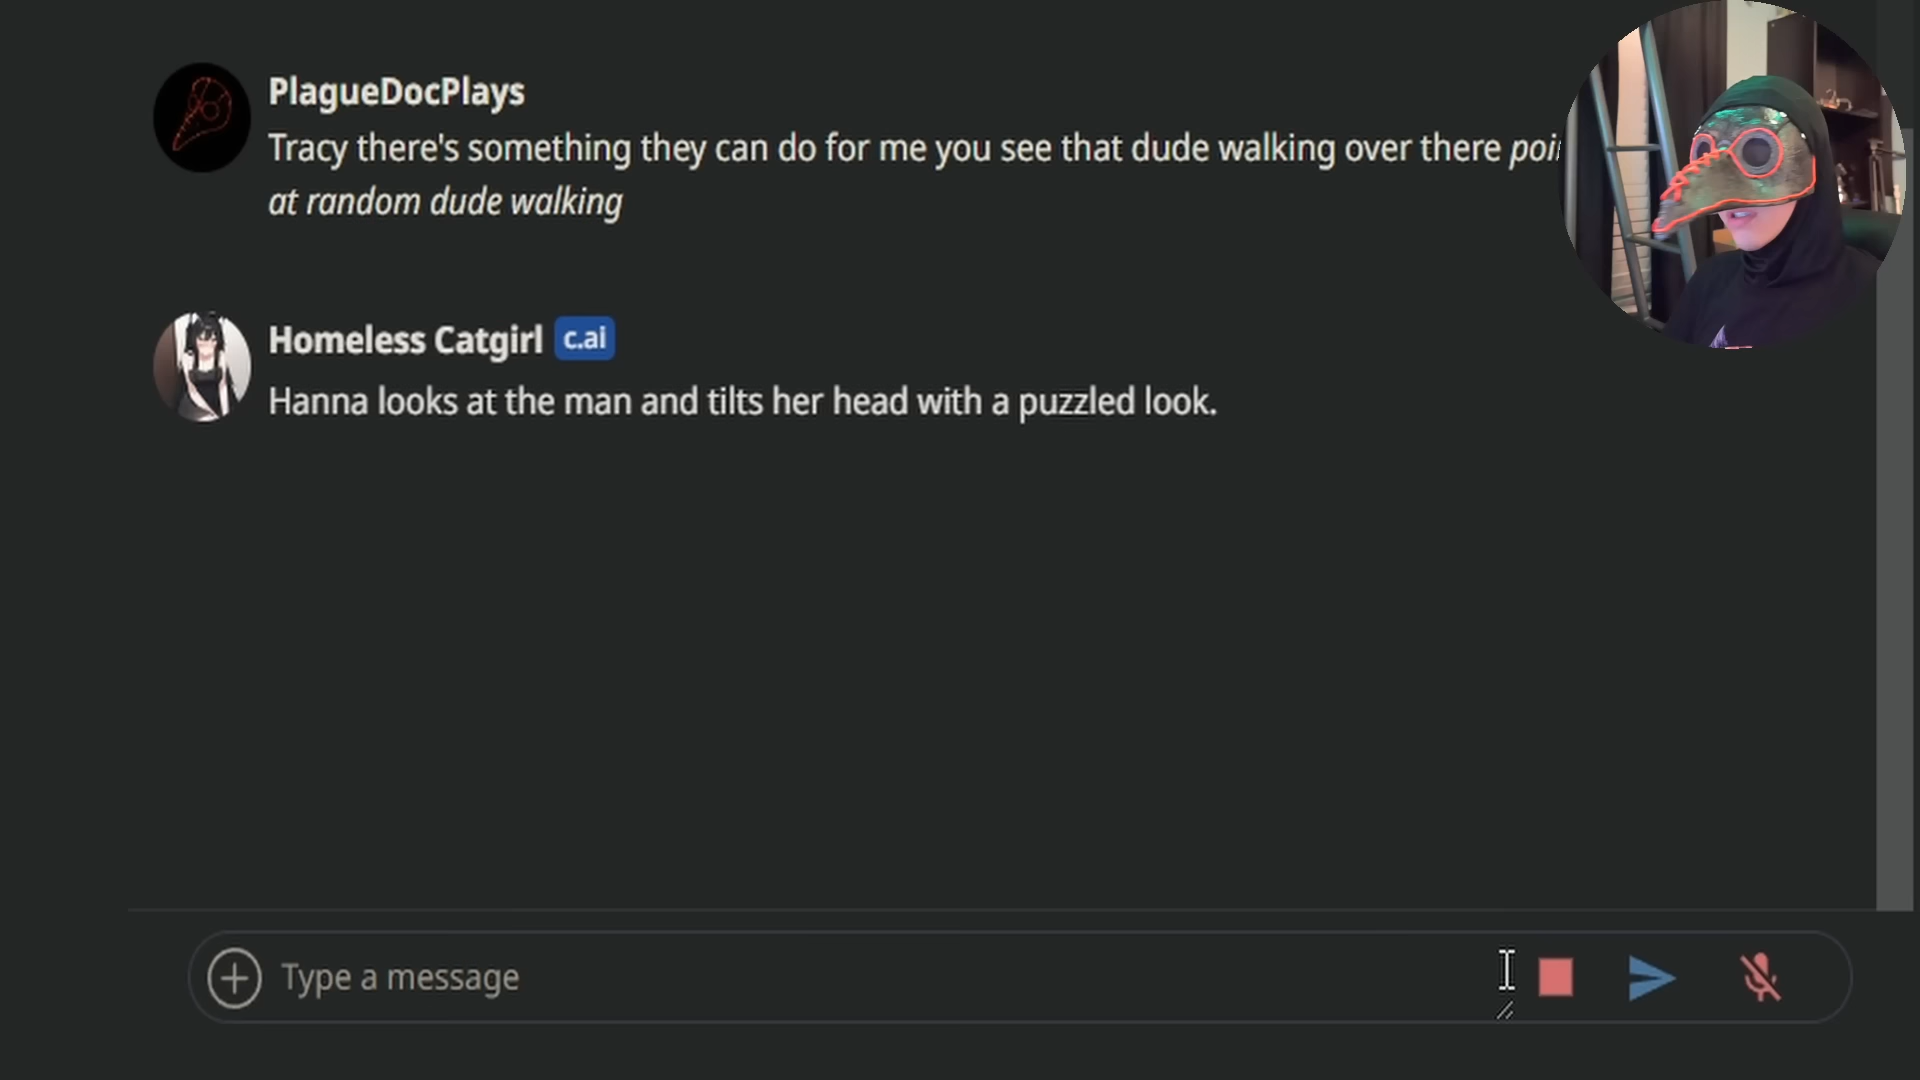 PlagueDocPlays
Tracy there's something they can do for me you see that dude walking over there
at random dude walking
Homeless Catgirl c.ai
Hanna looks at the man and tilts her head with a puzzled look.
Type a message